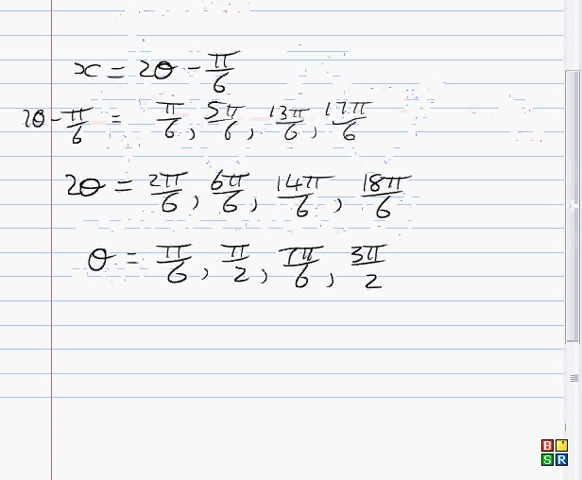 x = 2θ - π/6
2θ - π/6 = π/6, 5π/6, 13π/6, 17π/6
2θ = 2π/6, 6π/6, 14π/6, 18π/6
θ = π/6, π/2, 7π/6, 3π/2
B S R